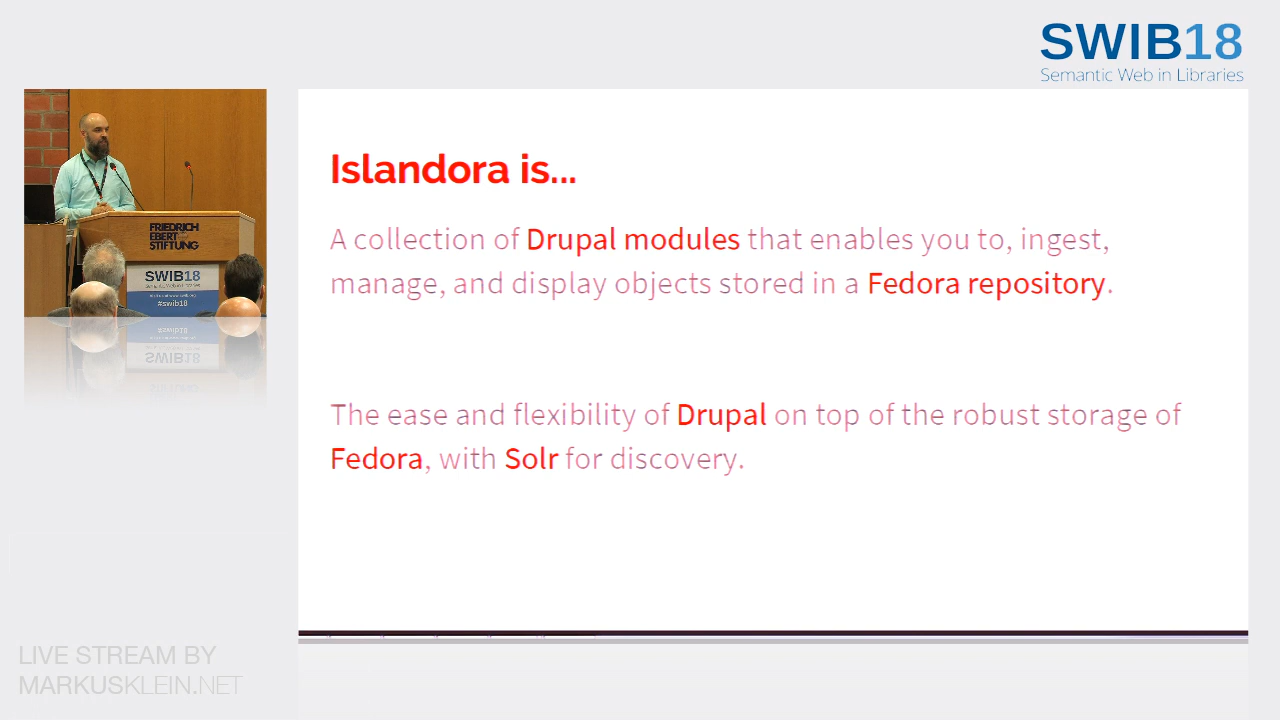 SWIB18
Semantic Web in Libraries
FRIEDRICH
EBERT
STIFTUNG
SWIB18
#swib18
Islandora is...
A collection of Drupal modules that enables you to, ingest,
manage, and display objects stored in a Fedora repository.
The ease and flexibility of Drupal on top of the robust storage of
Fedora, with Solr for discovery.
LIVE STREAM BY
MARKUSKLEIN.NET